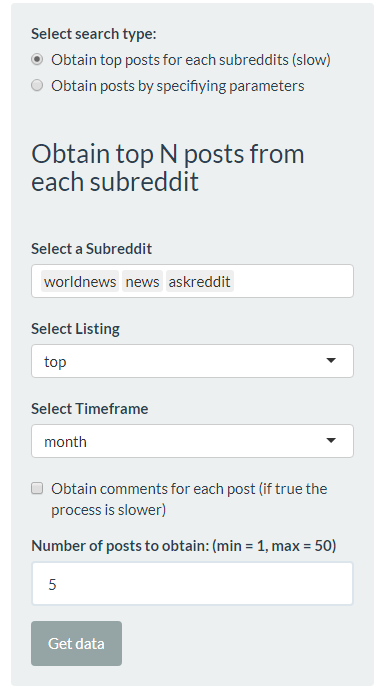 Select search type:
Obtain top posts for each subreddits (slow)
Obtain posts by specifiying parameters
Obtain top N posts from
each subreddit
Select a Subreddit
worldnews news askreddit
Select Listing
top
Select Timeframe
month
Obtain comments for each post (if true the
process is slower)
Number of posts to obtain: (min = 1, max = 50)
5
Get data